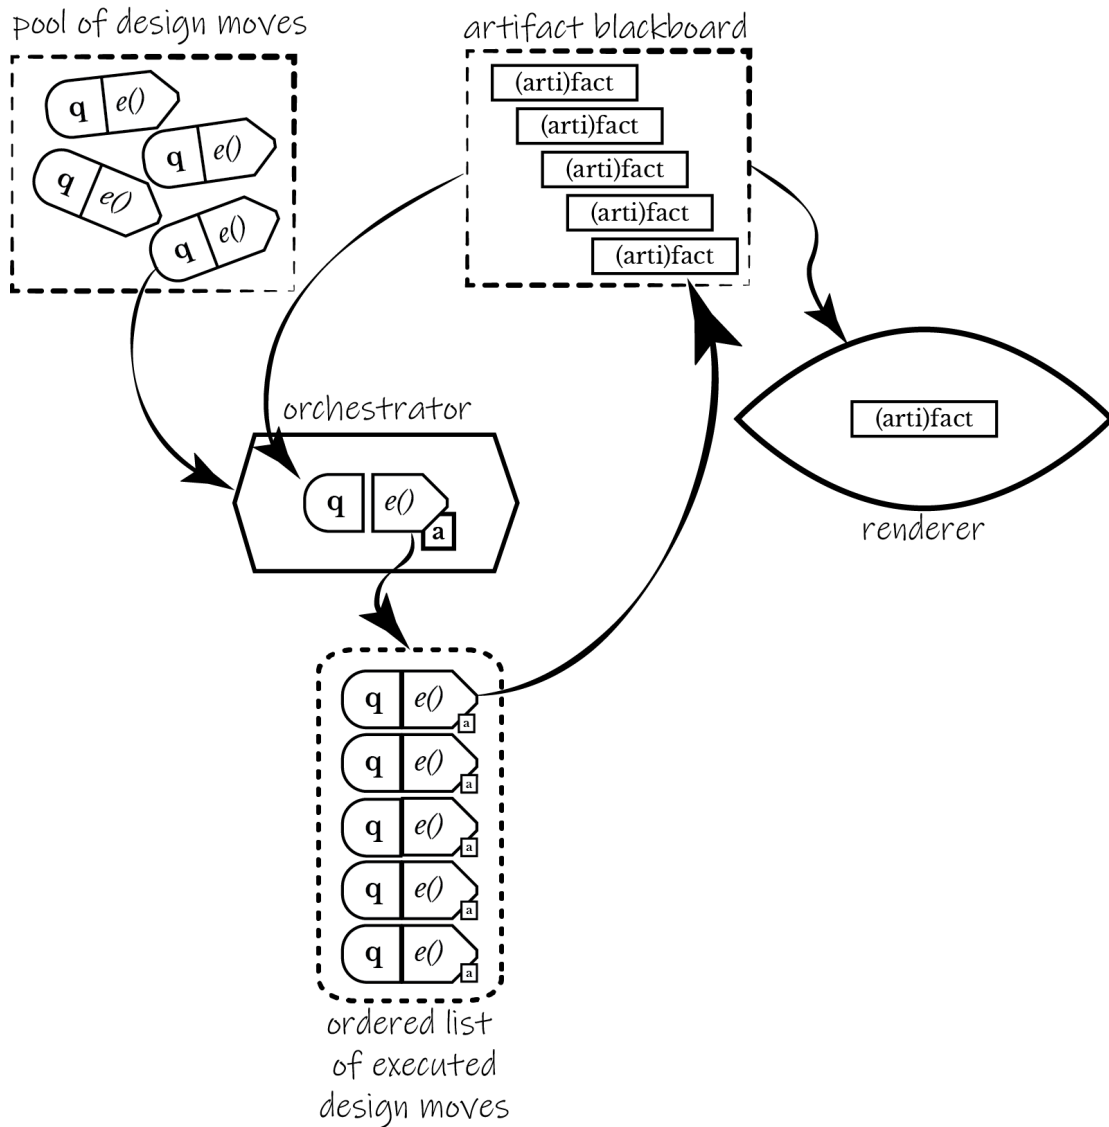 pool of design moves
q e()
q e()
q e()
q e()
artifact blackboard
(arti)fact
(arti)fact
(arti)fact
(arti)fact
(arti)fact
orchestrator
q e()
a
(arti)fact
renderer
q e()
a
q e()
a
q e()
a
q e()
a
q e()
a
ordered list
of executed
design moves